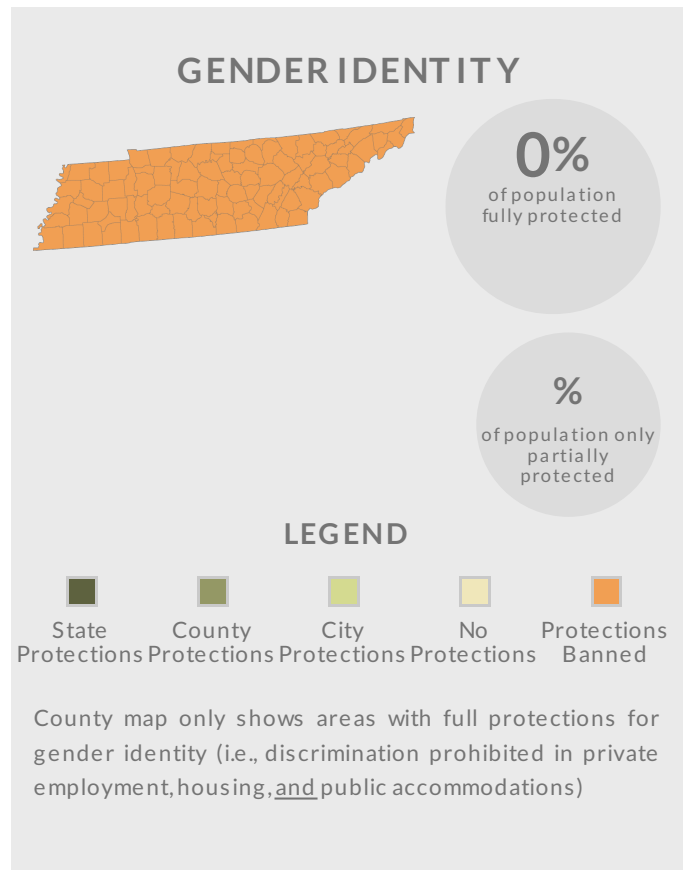 GENDER IDENTITY
0%
of population
fully protected
%
of population only
partially
protected
LEGEND
State
Protections
County
Protections
City
Protections
No
Protections
Protections
Banned
County map only shows areas with full protections for
gender identity (i.e., discrimination prohibited in private
employment, housing, and public accommodations)